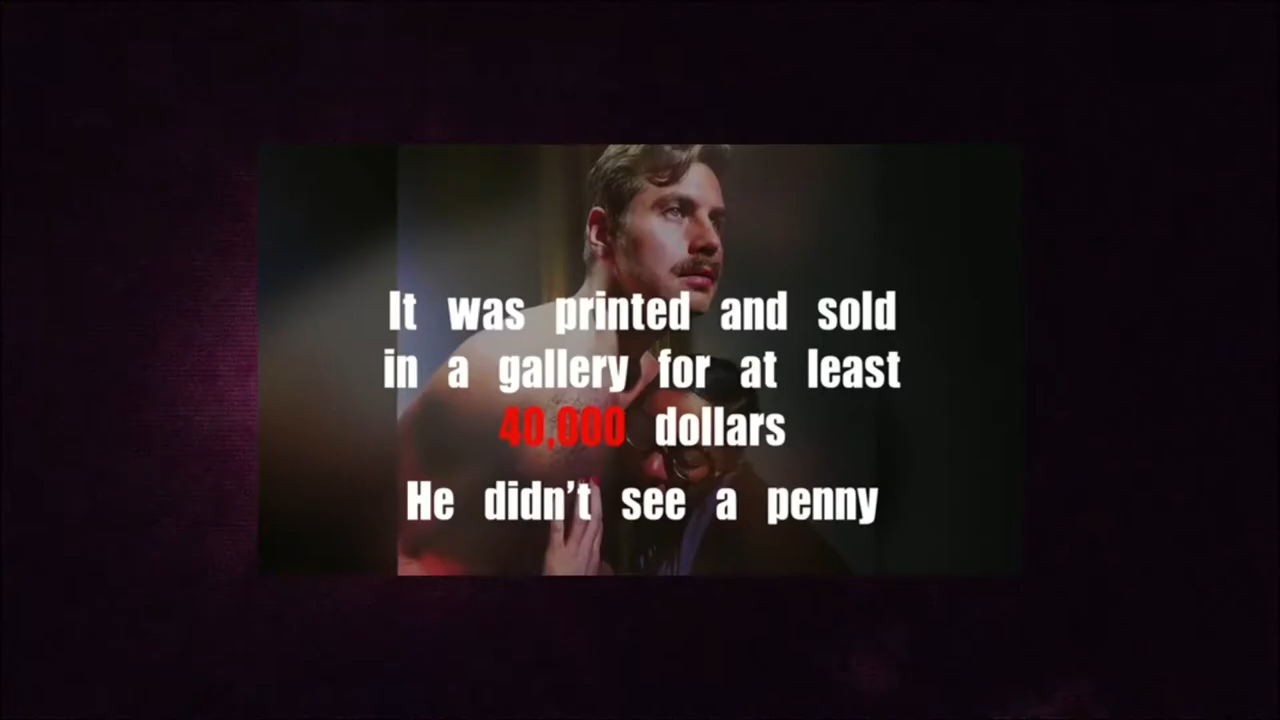 It was printed and sold
in a gallery for at least
40,000 dollars
He didn't see a penny